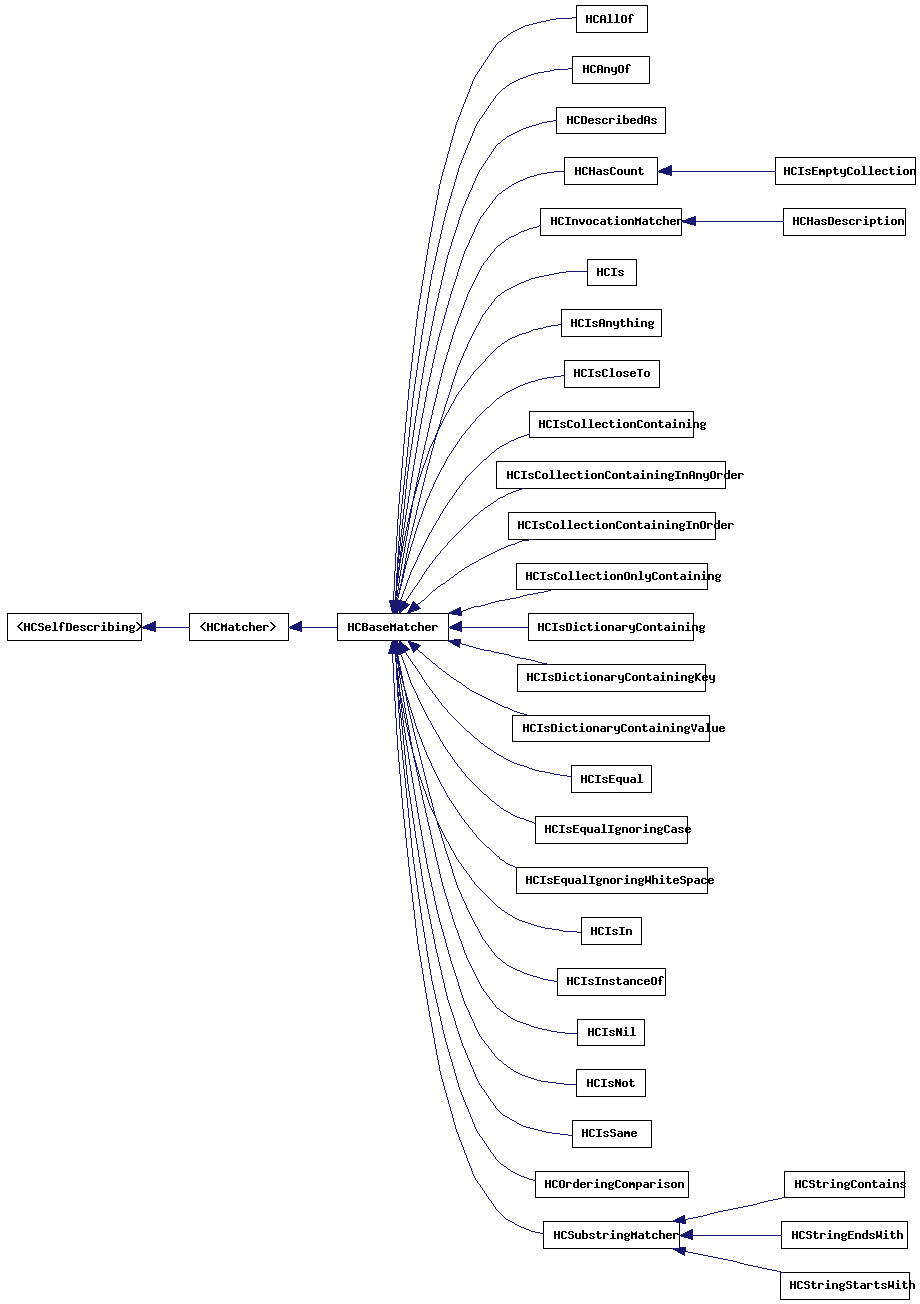 HCAllOf
HCAnyOf
HCDescribedAs
HCHasCount
HCIsEmptyCollection
HCInvocationMatcher
HCHasDescription
HCIs
HCIsAnything
HCIsCloseTo
HCIsCollectionContaining
HCIsCollectionContainingInAnyOrder
HCIsCollectionContainingInOrder
HCIsCollectionOnlyContaining
<HCSelfDescribing>
<HCMatcher>
HCBaseMatcher
HCIsDictionaryContaining
HCIsDictionaryContainingKey
HCIsDictionaryContainingValue
HCIsEqual
HCIsEqualIgnoringCase
HCIsEqualIgnoringWhiteSpace
HCIsIn
HCIsInstanceOf
HCIsNil
HCIsNot
HCIsSame
HCOrderingComparison
HCStringContains
HCSubstringMatcher
HCStringEndsWith
HCStringStartsWith